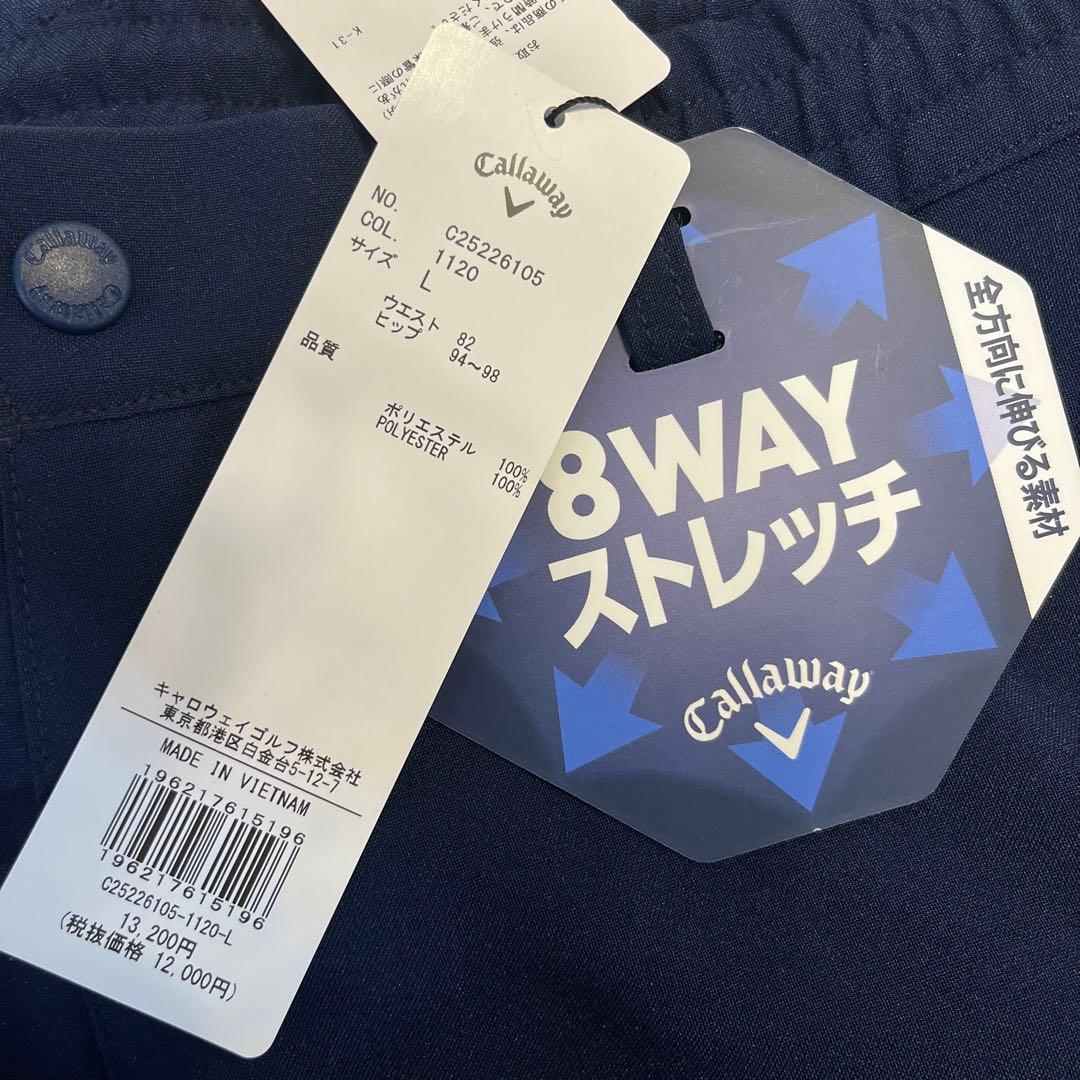 K-31
Callaway
NO. C25226105
COL. 1120
サイズ L
ウエスト 82
ヒップ 94～98
品質
ポリエステル 100%
POLYESTER 100%
キャロウェイゴルフ株式会社
東京都港区白金台5-12-7
MADE IN VIETNAM
196217615196
196217615196
C25226105-1120-L
13,200円
(税抜価格 12,000円)
全方向に伸びる素材
8WAY
ストレッチ
Callaway
Callaway
Callaway